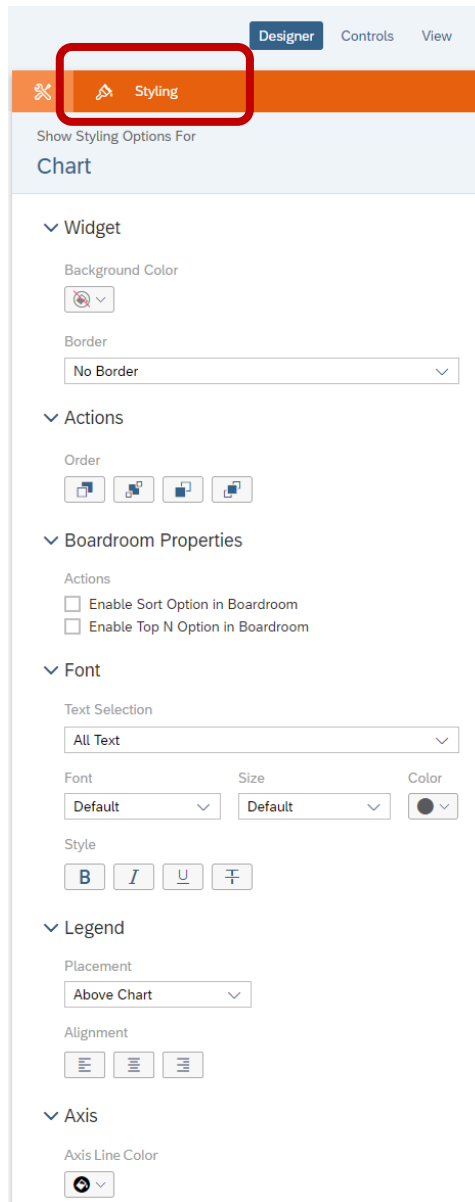 Designer Controls View
Styling
Show Styling Options For
Chart
Widget
Background Color
Border
No Border
Actions
Order
Boardroom Properties
Actions
Enable Sort Option in Boardroom
Enable Top N Option in Boardroom
Font
Text Selection
All Text
Font Size Color
Default Default
Style
B I U T
Legend
Placement
Above Chart
Alignment
Axis
Axis Line Color